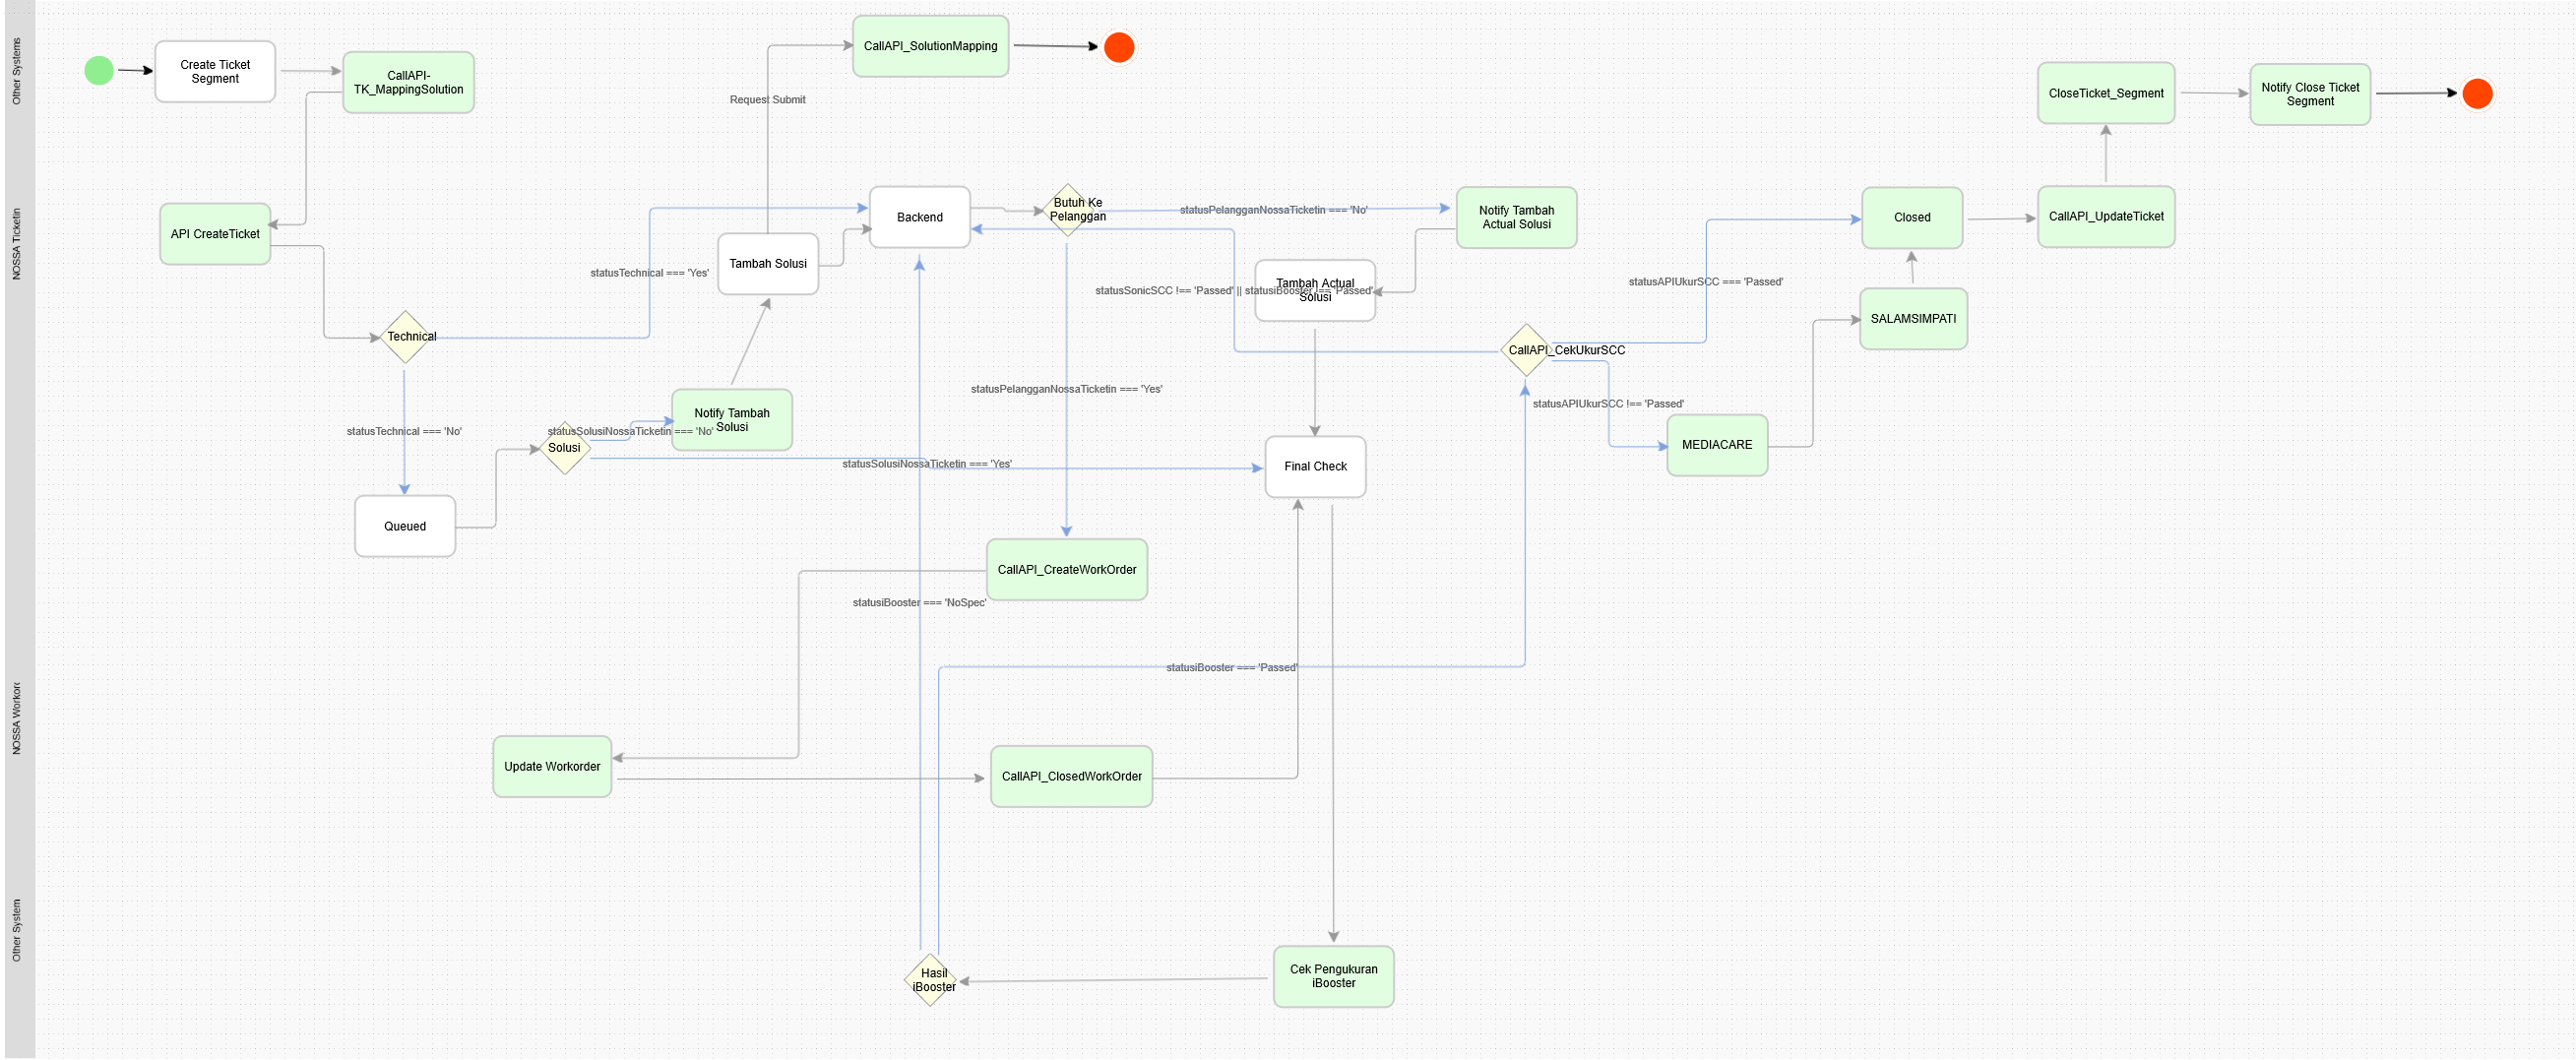 Other Systems
Create Ticket
Segment
CallAPI-
TK_MappingSolution
CallAPI_SolutionMapping
Request Submit
CloseTicket_Segment
Notify Close Ticket
Segment
NOSSA Ticketin
API CreateTicket
Technical
statusTechnical === 'Yes'
statusTechnical === 'No'
Queued
Solusi
statusSolusiNossaTicketin === 'No'
statusSolusiNossaTicketin === 'Yes'
Notify Tambah
Solusi
Tambah Solusi
Backend
Butuh Ke
Pelanggan
statusPelangganNossaTicketin === 'No'
statusPelangganNossaTicketin === 'Yes'
Notify Tambah
Actual Solusi
Tambah Actual
Solusi
statusSonicSCC !== 'Passed' || statusiBooster !== 'Passed'
Final Check
CallAPI_CekUkurSCC
statusAPIUkurSCC === 'Passed'
statusAPIUkurSCC !== 'Passed'
MEDIACARE
SALAMSIMPATI
Closed
CallAPI_UpdateTicket
NOSSA Workorc
CallAPI_CreateWorkOrder
statusiBooster === 'NoSpec'
statusiBooster === 'Passed'
Update Workorder
CallAPI_ClosedWorkOrder
Other System
Hasil
iBooster
Cek Pengukuran
iBooster